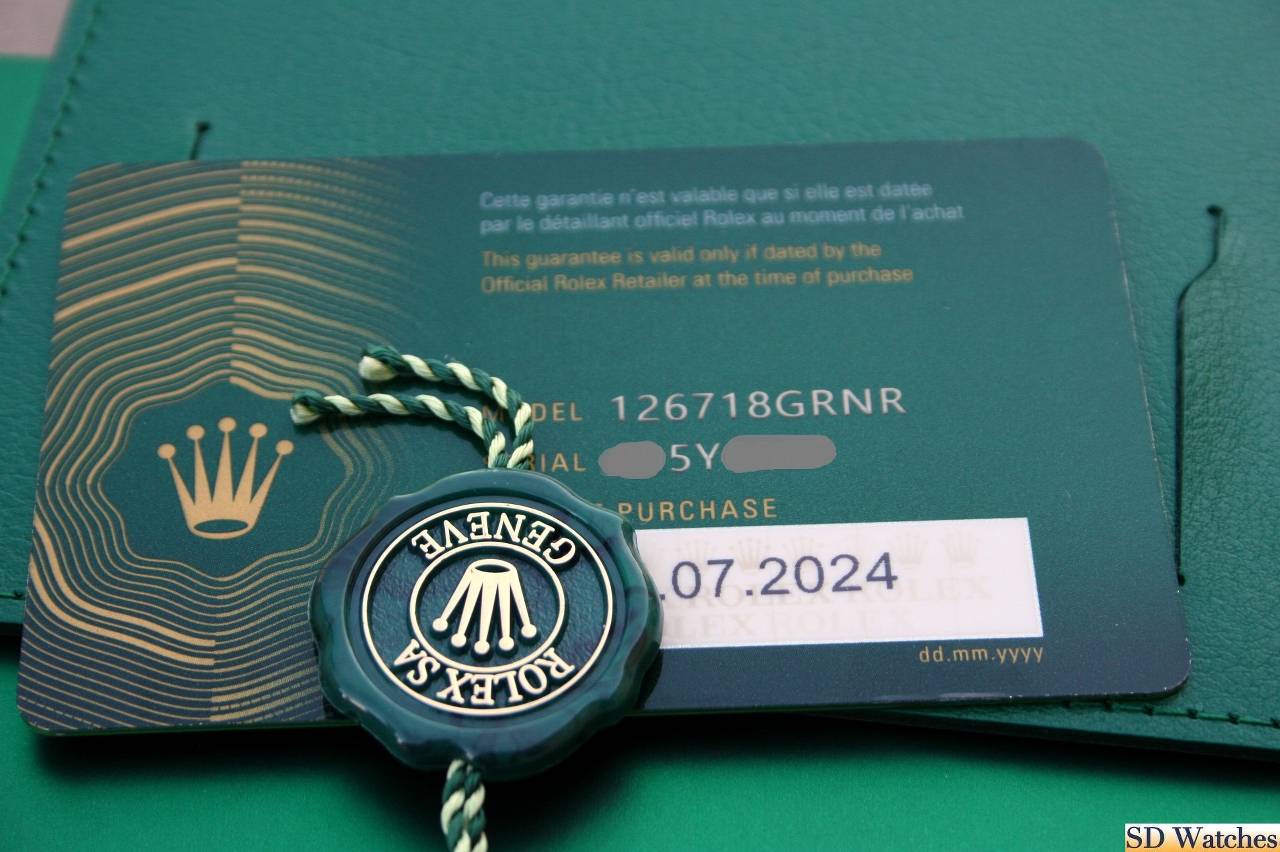 Cette garantie n'est valable que si elle est datée
par le détaillant officiel Rolex au moment de l'achat
This guarantee is valid only if dated by the
Official Rolex Retailer at the time of purchase
MODEL 126718GRNR
5Y
PURCHASE
.07.2024
dd.mm.yyyy
GENEVE
ROLEX SA
SD Watches